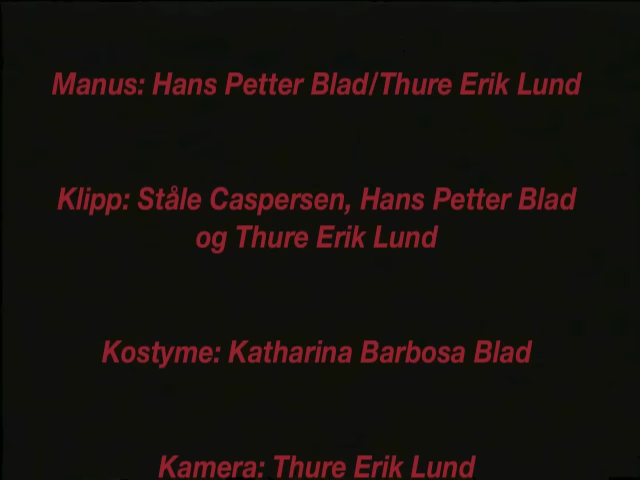 Manus: Hans Petter Blad/Thure Erik Lund
Klipp: Ståle Caspersen, Hans Petter Blad
og Thure Erik Lund
Kostyme: Katharina Barbosa Blad
Kamera: Thure Erik Lund